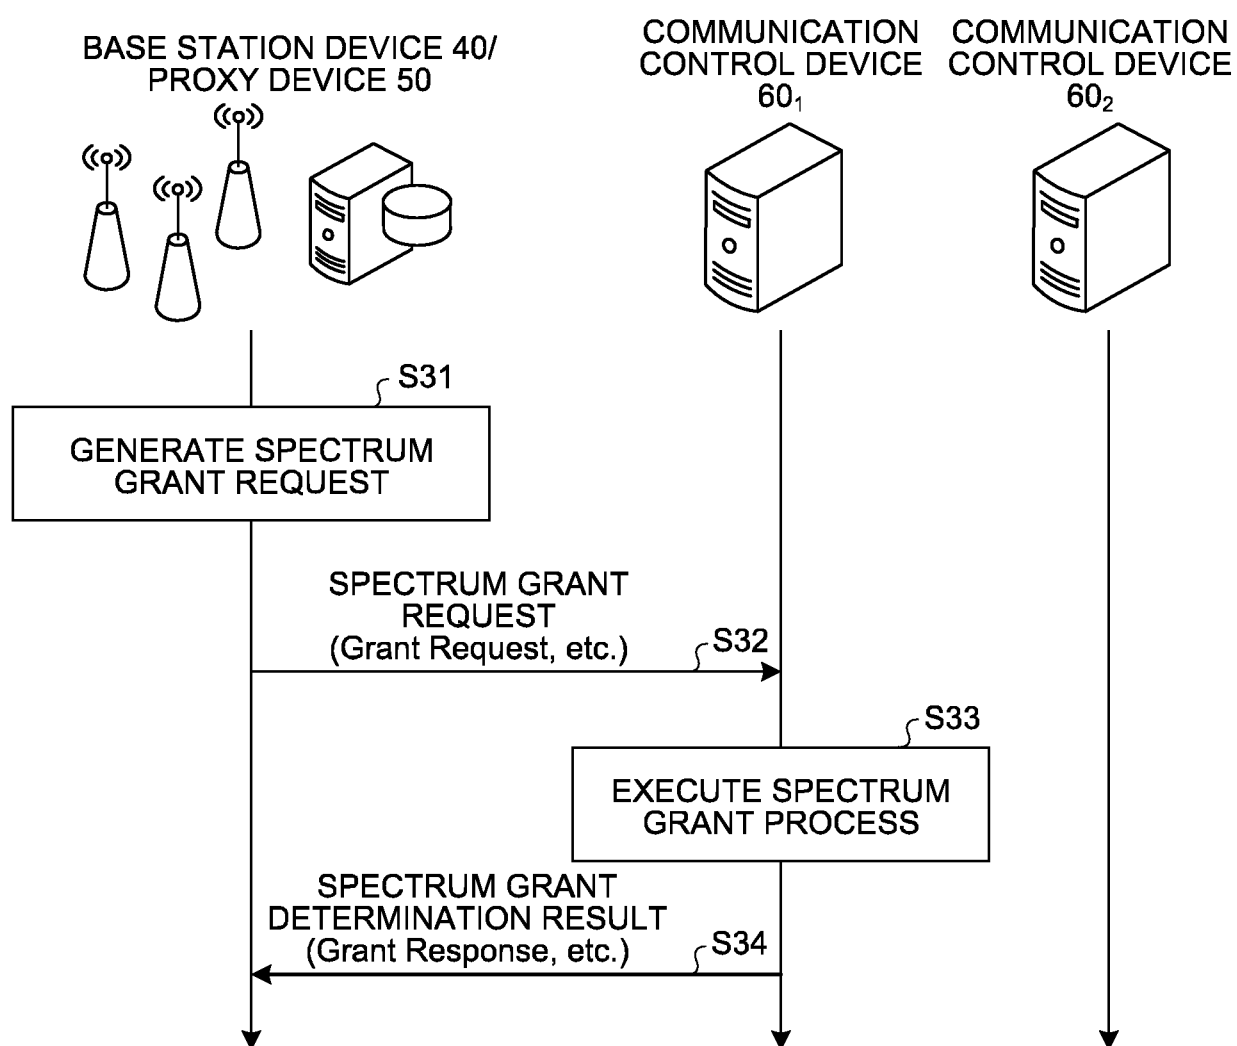 BASE STATION DEVICE 40/
PROXY DEVICE 50
COMMUNICATION
CONTROL DEVICE
60₁
COMMUNICATION
CONTROL DEVICE
60₂
S31
GENERATE SPECTRUM
GRANT REQUEST
SPECTRUM GRANT
REQUEST
(Grant Request, etc.)
S32
S33
EXECUTE SPECTRUM
GRANT PROCESS
SPECTRUM GRANT
DETERMINATION RESULT
(Grant Response, etc.)
S34